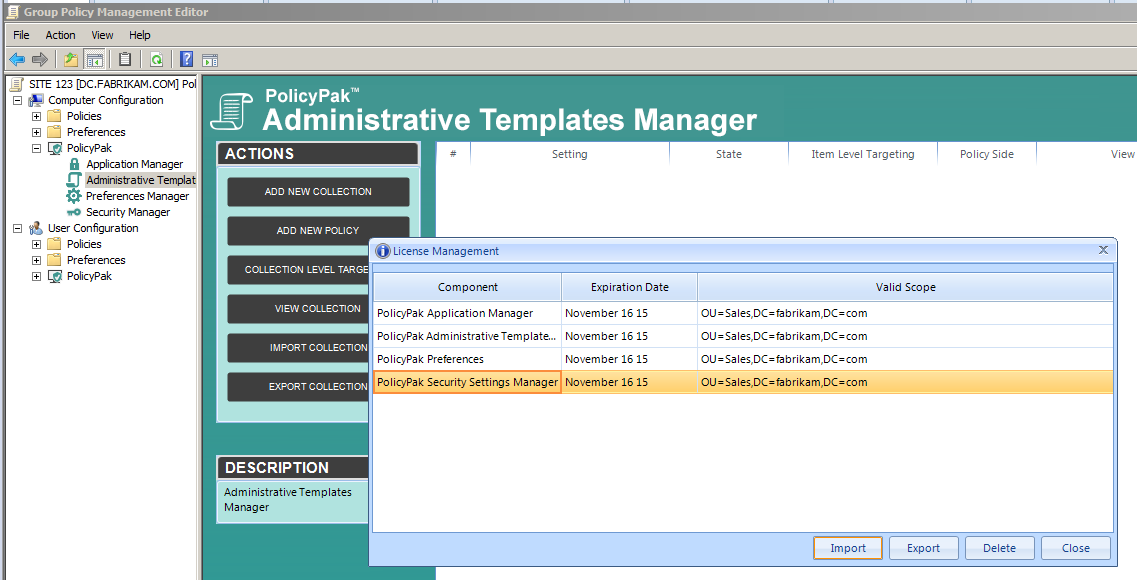 Group Policy Management Editor
File Action View Help
SITE 123 [DC.FABRIKAM.COM] Pol
Computer Configuration
Policies
Preferences
PolicyPak
Application Manager
Administrative Templat
Preferences Manager
Security Manager
User Configuration
Policies
Preferences
PolicyPak
PolicyPak™
Administrative Templates Manager
ACTIONS
ADD NEW COLLECTION
ADD NEW POLICY
COLLECTION LEVEL TARGE
VIEW COLLECTION
IMPORT COLLECTION
EXPORT COLLECTION
DESCRIPTION
Administrative Templates
Manager
# Setting State Item Level Targeting Policy Side View
License Management
Component Expiration Date Valid Scope
PolicyPak Application Manager November 16 15 OU=Sales,DC=fabrikam,DC=com
PolicyPak Administrative Template... November 16 15 OU=Sales,DC=fabrikam,DC=com
PolicyPak Preferences November 16 15 OU=Sales,DC=fabrikam,DC=com
PolicyPak Security Settings Manager November 16 15 OU=Sales,DC=fabrikam,DC=com
Import Export Delete Close